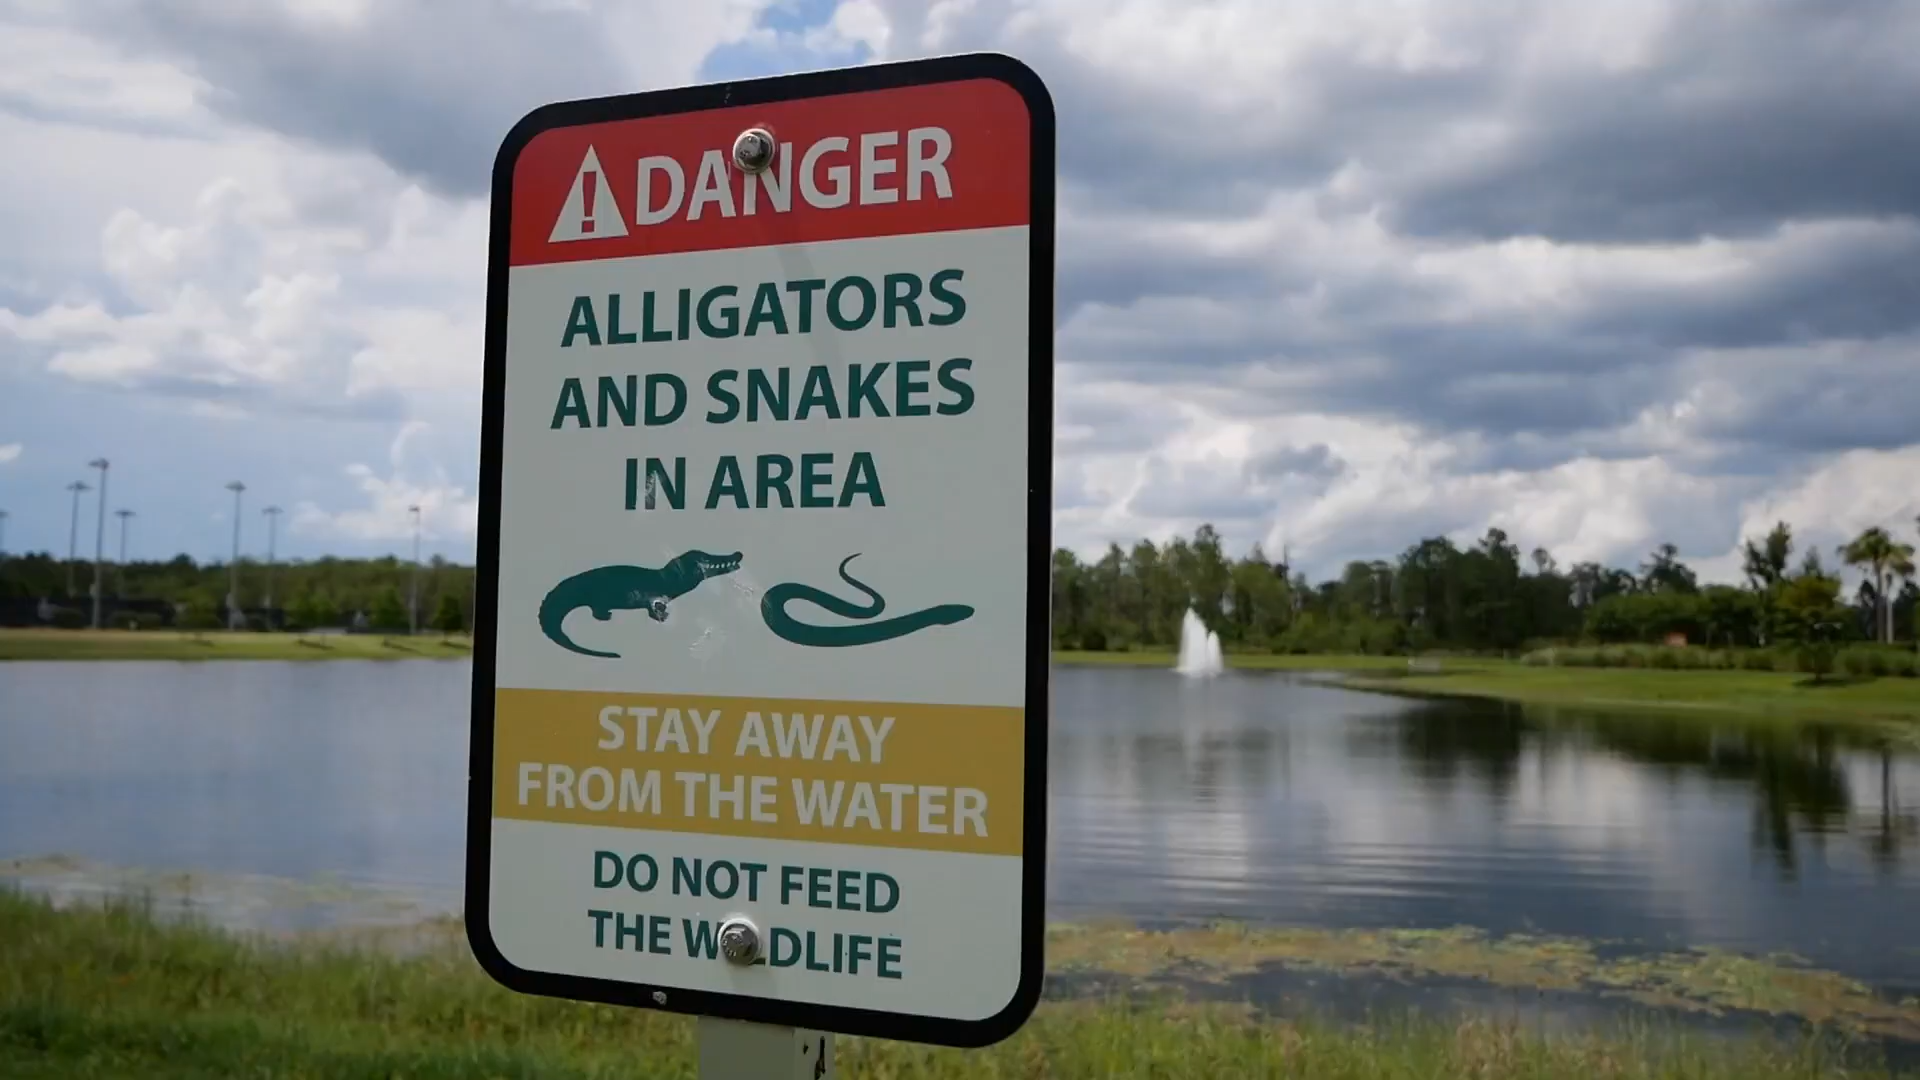 DANGER
ALLIGATORS
AND SNAKES
IN AREA
STAY AWAY
FROM THE WATER
DO NOT FEED
THE WILDLIFE